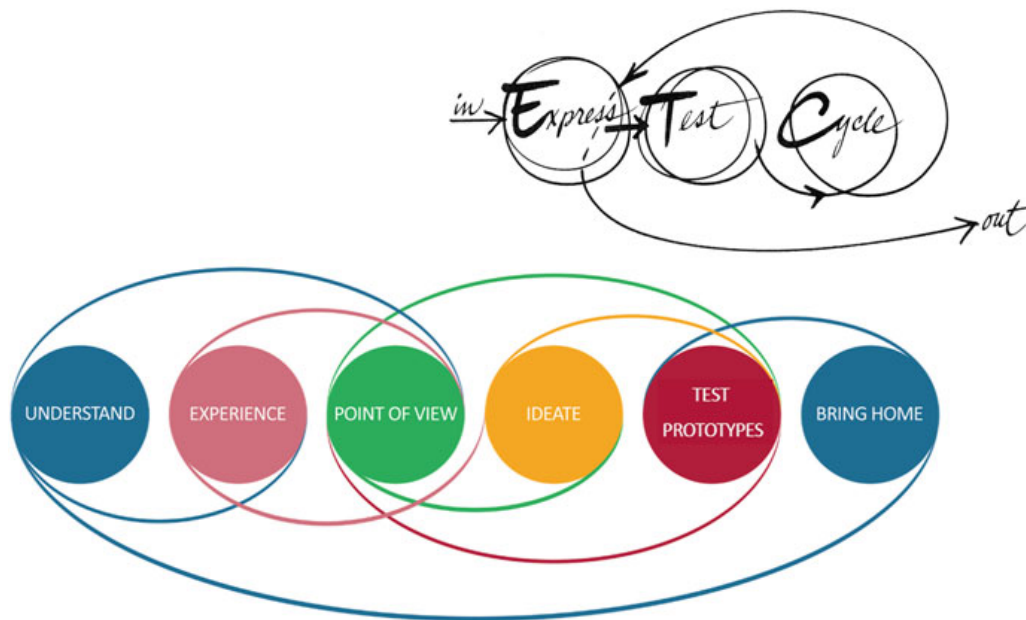 in Express Test Cycle
out
UNDERSTAND
EXPERIENCE
POINT OF VIEW
IDEATE
TEST
PROTOTYPES
BRING HOME